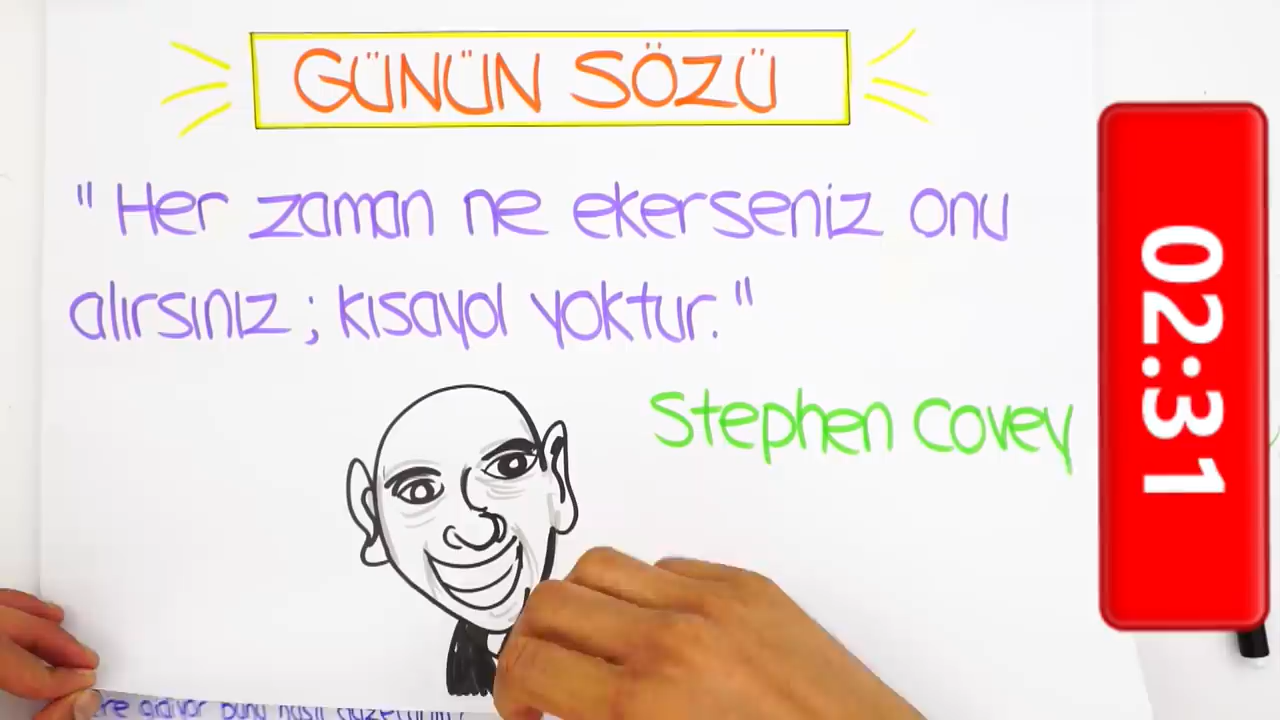 GÜNÜN SÖZÜ
" Her zaman ne ekerseniz onu
alırsınız ; kısayol yoktur. "
Stephen Covey
02:31